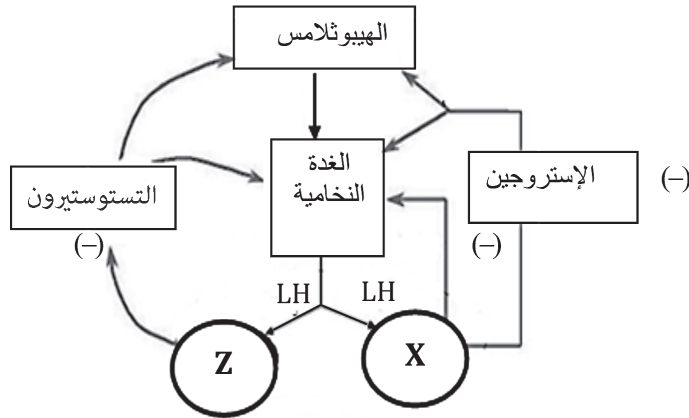 الهيبوثلامس
الغدة
النخامية
التستوستيرون
(−)
الإستروجين
(−)
(−)
LH
LH
Z
X